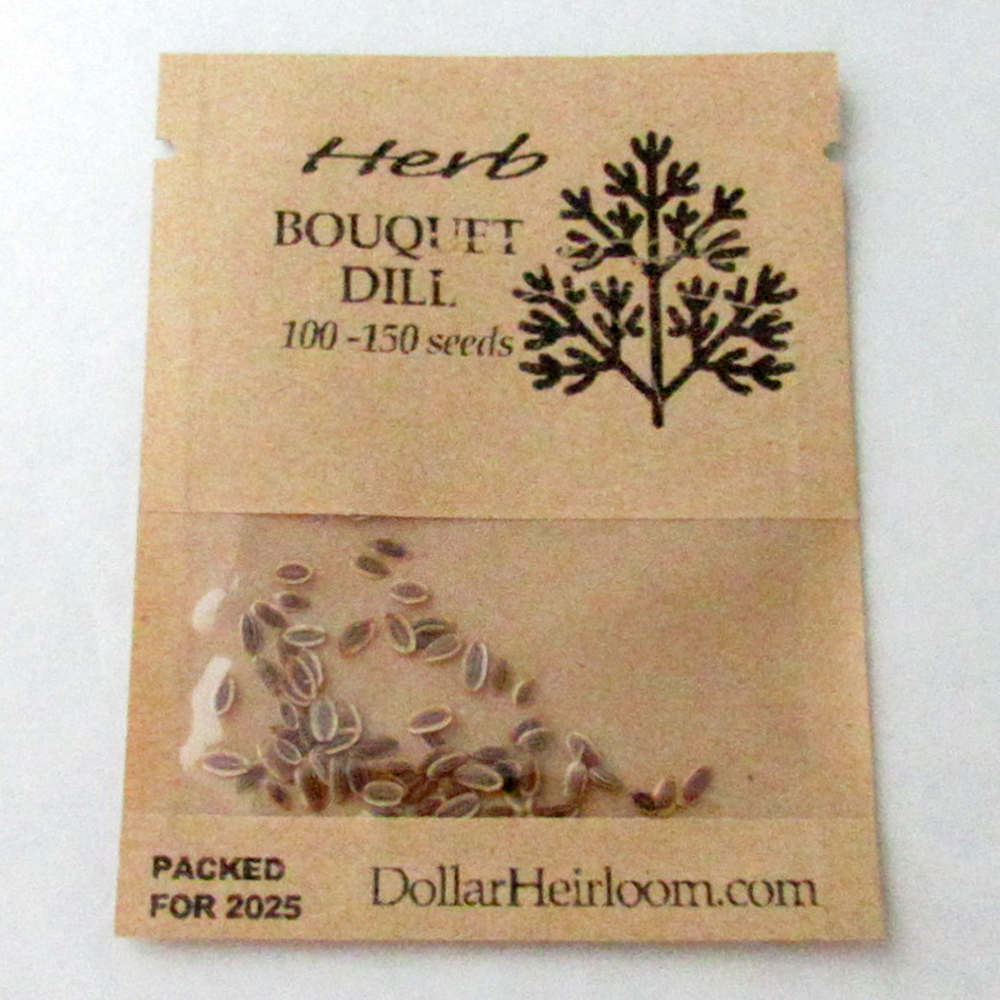 Herb
BOUQUET
DILL
100 -150 seeds
PACKED
FOR 2025
DollarHeirloom.com